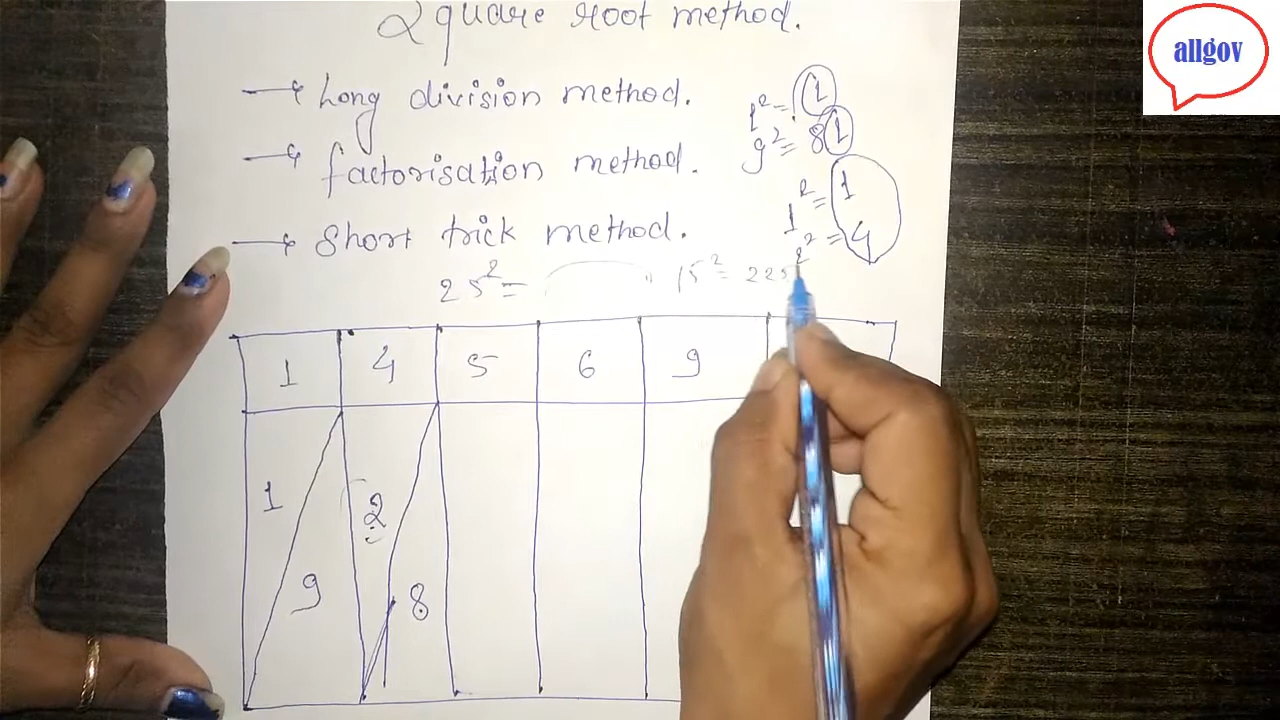 Square root method.
→ Long division method.
→ factorisation method.
→ Short trick method.
1² = 1
9² = 81
1² = 1
2² = 4
25² =
15² = 225
1 4 5 6 9
1 9 2 8
allgov